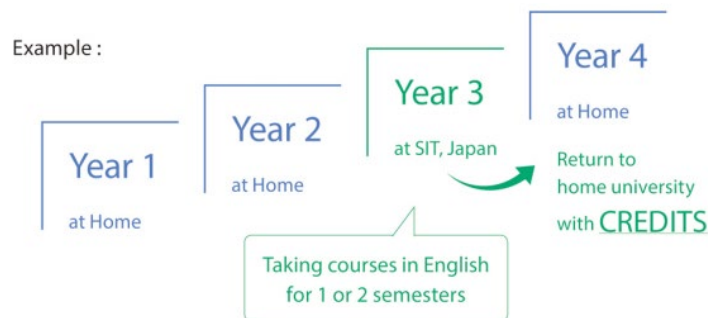 Example :
Year 1
at Home
Year 2
at Home
Year 3
at SIT, Japan
Taking courses in English
for 1 or 2 semesters
Year 4
at Home
Return to
home university
with CREDITS